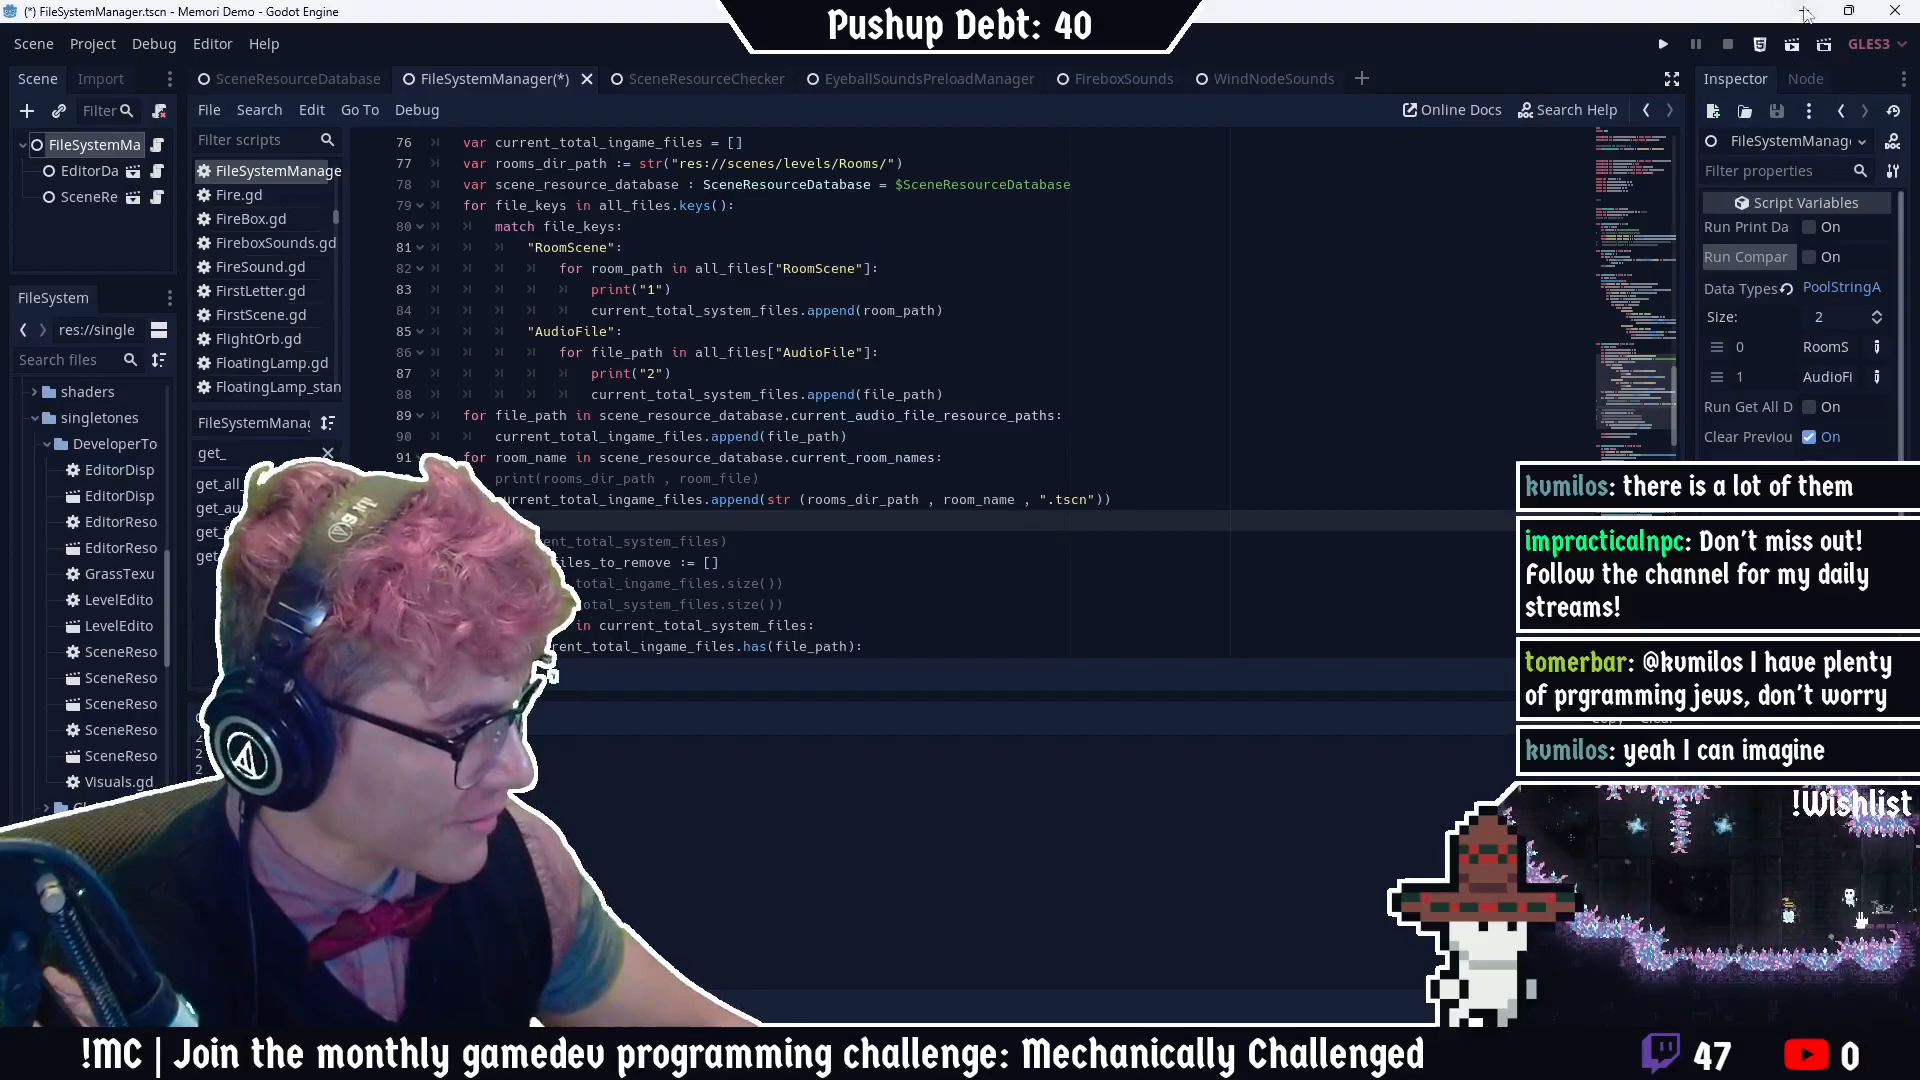 (*) FileSystemManager.tscn - Memori Demo - Godot Engine
Pushup Debt: 40
Scene Project Debug Editor Help
GLES3
Scene Import
SceneResourceDatabase FileSystemManager(*) SceneResourceChecker EyeballSoundsPreloadManager FireboxSounds WindNodeSounds
Inspector Node
Filter
File Search Edit Go To Debug
Online Docs Search Help
FileSystemMa
EditorDa
SceneRe
Filter scripts
FileSystemManage
Fire.gd
FireBox.gd
FireboxSounds.gd
FireSound.gd
FirstLetter.gd
FirstScene.gd
FlightOrb.gd
FloatingLamp.gd
FloatingLamp_stan
FileSystemManag
get_
get_all_
FileSystem
res://single
Search files
shaders
singletones
DeveloperTo
EditorDisp
EditorDisp
EditorReso
EditorReso
GrassTexu
LevelEdito
LevelEdito
SceneReso
SceneReso
SceneReso
SceneReso
SceneReso
Visuals.gd
76 var current_total_ingame_files = []
77 var rooms_dir_path := str("res://scenes/levels/Rooms/")
78 var scene_resource_database : SceneResourceDatabase = $SceneResourceDatabase
79 for file_keys in all_files.keys():
80 match file_keys:
81 "RoomScene":
82 for room_path in all_files["RoomScene"]:
83 print("1")
84 current_total_system_files.append(room_path)
85 "AudioFile":
86 for file_path in all_files["AudioFile"]:
87 print("2")
88 current_total_system_files.append(file_path)
89 for file_path in scene_resource_database.current_audio_file_resource_paths:
90 current_total_ingame_files.append(file_path)
91 for room_name in scene_resource_database.current_room_names:
print(rooms_dir_path , room_file)
current_total_ingame_files.append(str (rooms_dir_path , room_name , ".tscn"))
ent_total_system_files)
iles_to_remove := []
_total_ingame_files.size())
_total_system_files.size())
in current_total_system_files:
rent_total_ingame_files.has(file_path):
FileSystemManag
Filter properties
Script Variables
Run Print Da On
Run Compar On
Data Types PoolStringA
Size: 2
0 RoomS
1 AudioFi
Run Get All D On
Clear Previou On
kvmilos: there is a lot of them
impracticalnpc: Don't miss out!
Follow the channel for my daily
streams!
tomerbar: @kvmilos I have plenty
of prgramming jews, don't worry
kvmilos: yeah I can imagine
!Wishlist
!MC | Join the monthly gamedev programming challenge: Mechanically Challenged
47 0